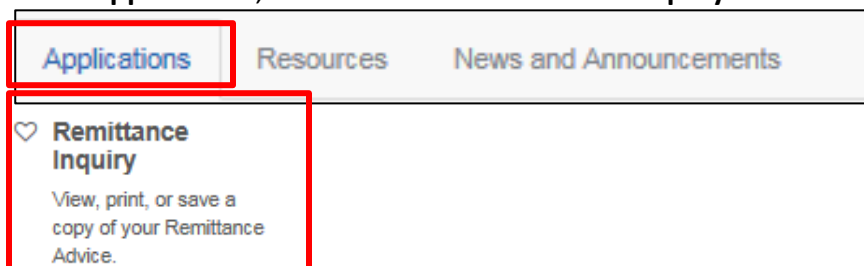 Applications Resources News and Announcements
♡ Remittance
Inquiry
View, print, or save a
copy of your Remittance
Advice.